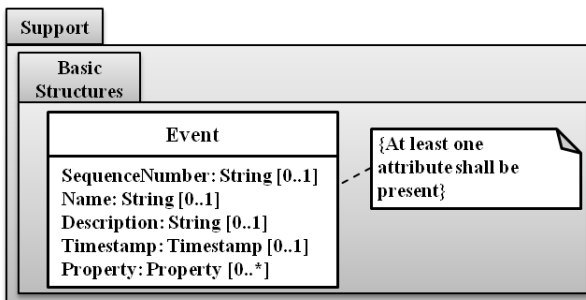 Support
Basic
Structures
Event
SequenceNumber: String [0..1]
Name: String [0..1]
Description: String [0..1]
Timestamp: Timestamp [0..1]
Property: Property [0..*]
{At least one
attribute shall be
present}